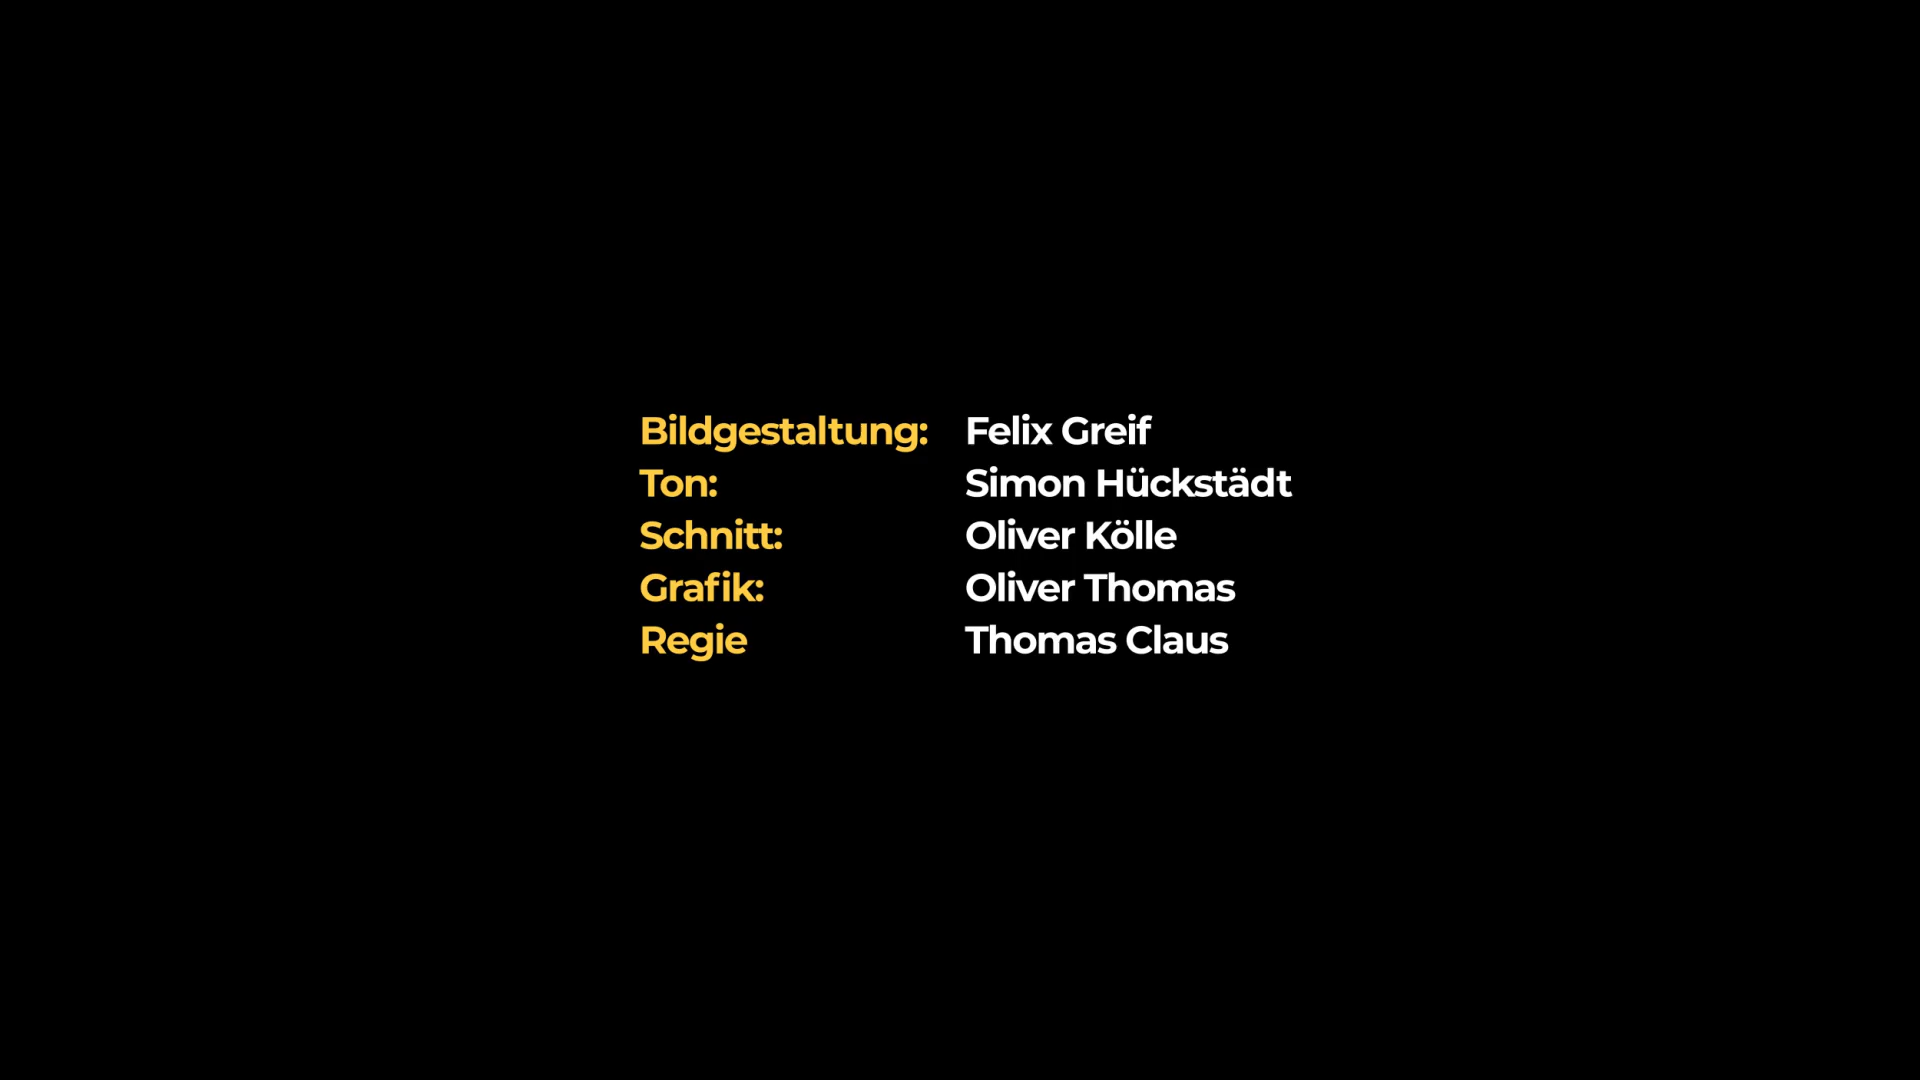 Bildgestaltung: Felix Greif
Ton: Simon Hückstädt
Schnitt: Oliver Kölle
Grafik: Oliver Thomas
Regie Thomas Claus